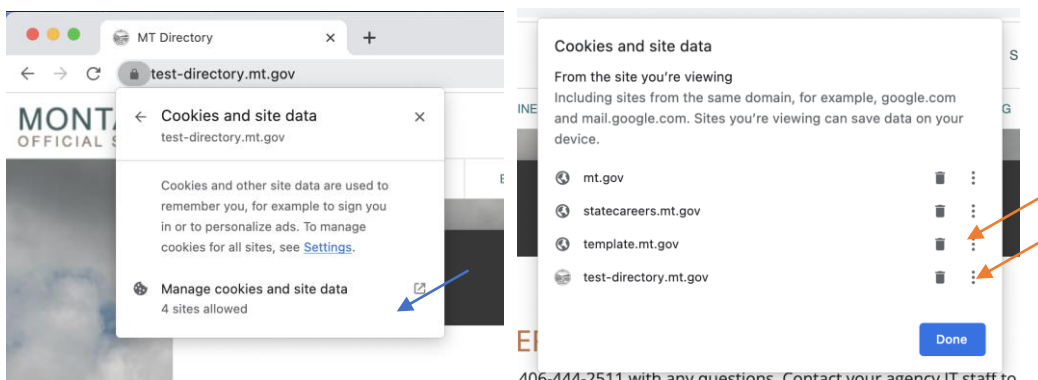 MT Directory
test-directory.mt.gov
MONT
OFFICIAL S
Cookies and site data
test-directory.mt.gov
Cookies and other site data are used to
remember you, for example to sign you
in or to personalize ads. To manage
cookies for all sites, see Settings.
Manage cookies and site data
4 sites allowed
E
S
INE
G
Cookies and site data
From the site you're viewing
Including sites from the same domain, for example, google.com
and mail.google.com. Sites you're viewing can save data on your
device.
mt.gov
statecareers.mt.gov
template.mt.gov
test-directory.mt.gov
Done
406-444-2511 with any questions. Contact your agency IT staff to